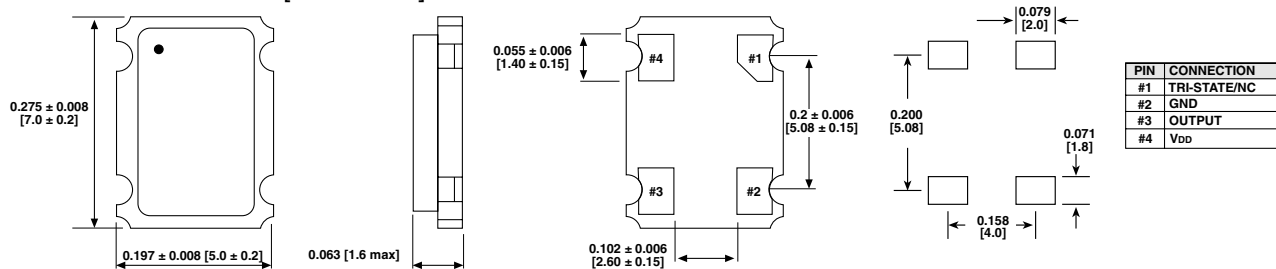 0.275 ± 0.008
[7.0 ± 0.2]
0.197 ± 0.008 [5.0 ± 0.2]
0.063 [1.6 max]
0.055 ± 0.006
[1.40 ± 0.15]
#4
#1
#3
#2
0.2 ± 0.006
[5.08 ± 0.15]
0.102 ± 0.006
[2.60 ± 0.15]
0.079
[2.0]
0.200
[5.08]
0.071
[1.8]
0.158
[4.0]
PIN CONNECTION
#1 TRI-STATE/NC
#2 GND
#3 OUTPUT
#4 VDD